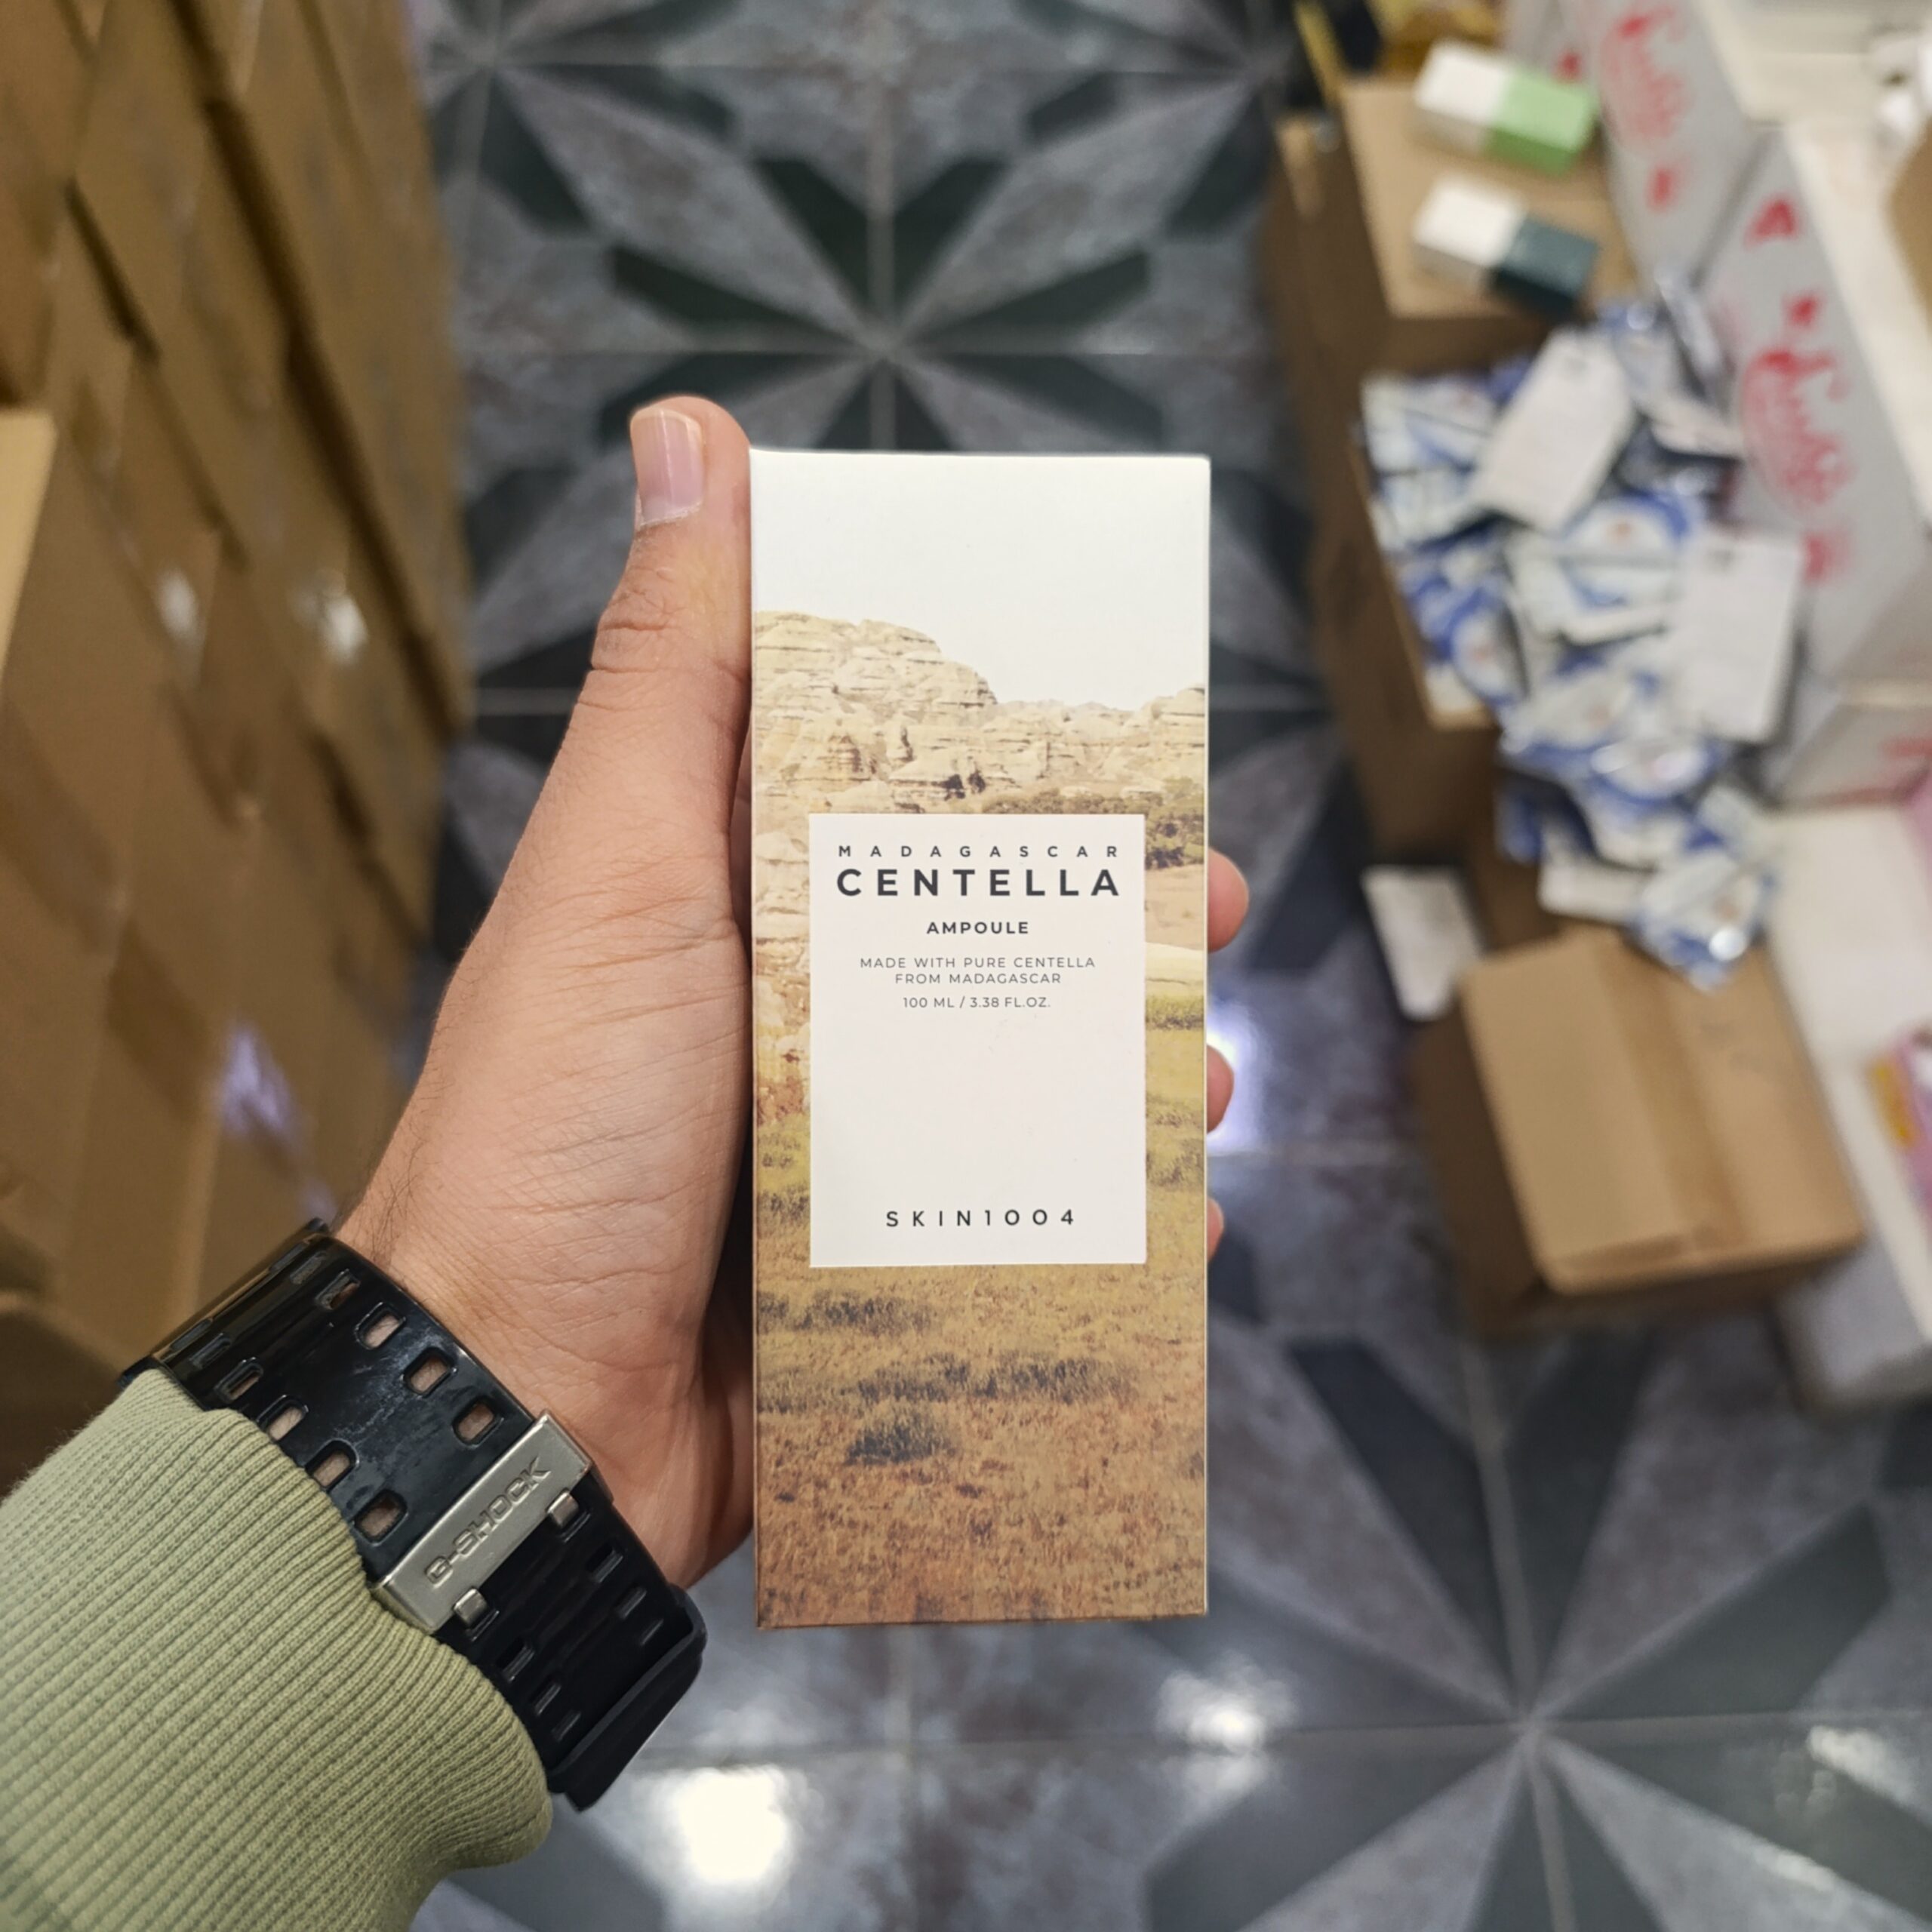 MADAGASCAR
CENTELLA
AMPOULE
MADE WITH PURE CENTELLA
FROM MADAGASCAR
100 ML / 3.38 FL.OZ.
SKIN1004
G-SHOCK